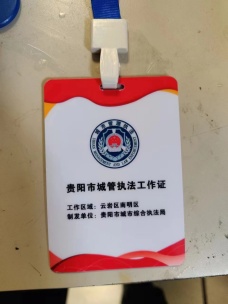 贵阳市城管执法工作证
工作区域：云岩区南明区
制发单位：贵阳市城市综合执法局